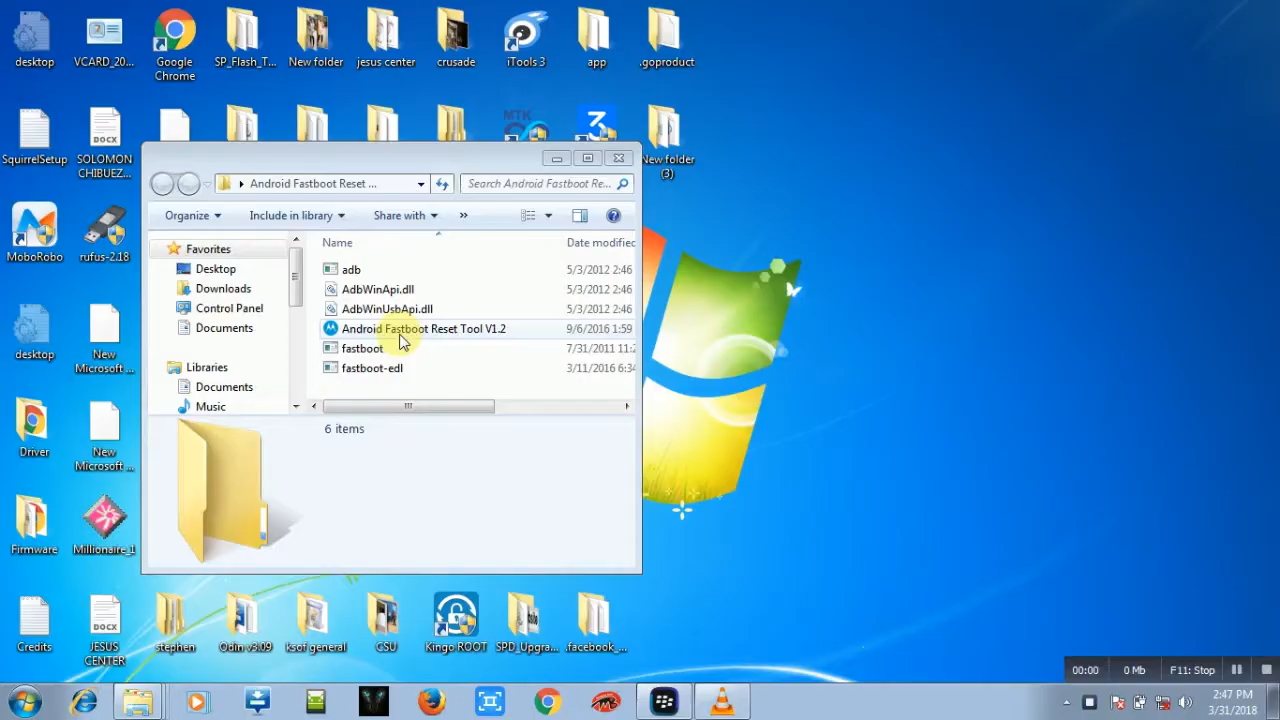 desktop
VCARD_20...
Google
Chrome
SP_Flash_T...
New folder
jesus center
crusade
iTools 3
app
.goproduct
SquirrelSetup
SOLOMON
CHIBUEZ...
MTK
New folder
(3)
Android Fastboot Reset ...
Search Android Fastboot Re...
Organize
Include in library
Share with
»
Name
Date modified
Favorites
Desktop
Downloads
Control Panel
Documents
Libraries
Documents
Music
adb
5/3/2012 2:46
AdbWinApi.dll
5/3/2012 2:46
AdbWinUsbApi.dll
5/3/2012 2:46
Android Fastboot Reset Tool V1.2
9/6/2016 1:59
fastboot
7/31/2011 11:2
fastboot-edl
3/11/2016 6:34
6 items
MoboRobo
rufus-2.18
desktop
New
Microsoft ...
Driver
New
Microsoft ...
Firmware
Millionaire_1
Credits
JESUS
CENTER
stephen
Odin v3.09
ksof general
CSU
Kingo ROOT
SPD_Upgra...
.facebook_...
00:00
0 Mb
F11: Stop
2:47 PM
3/31/2018